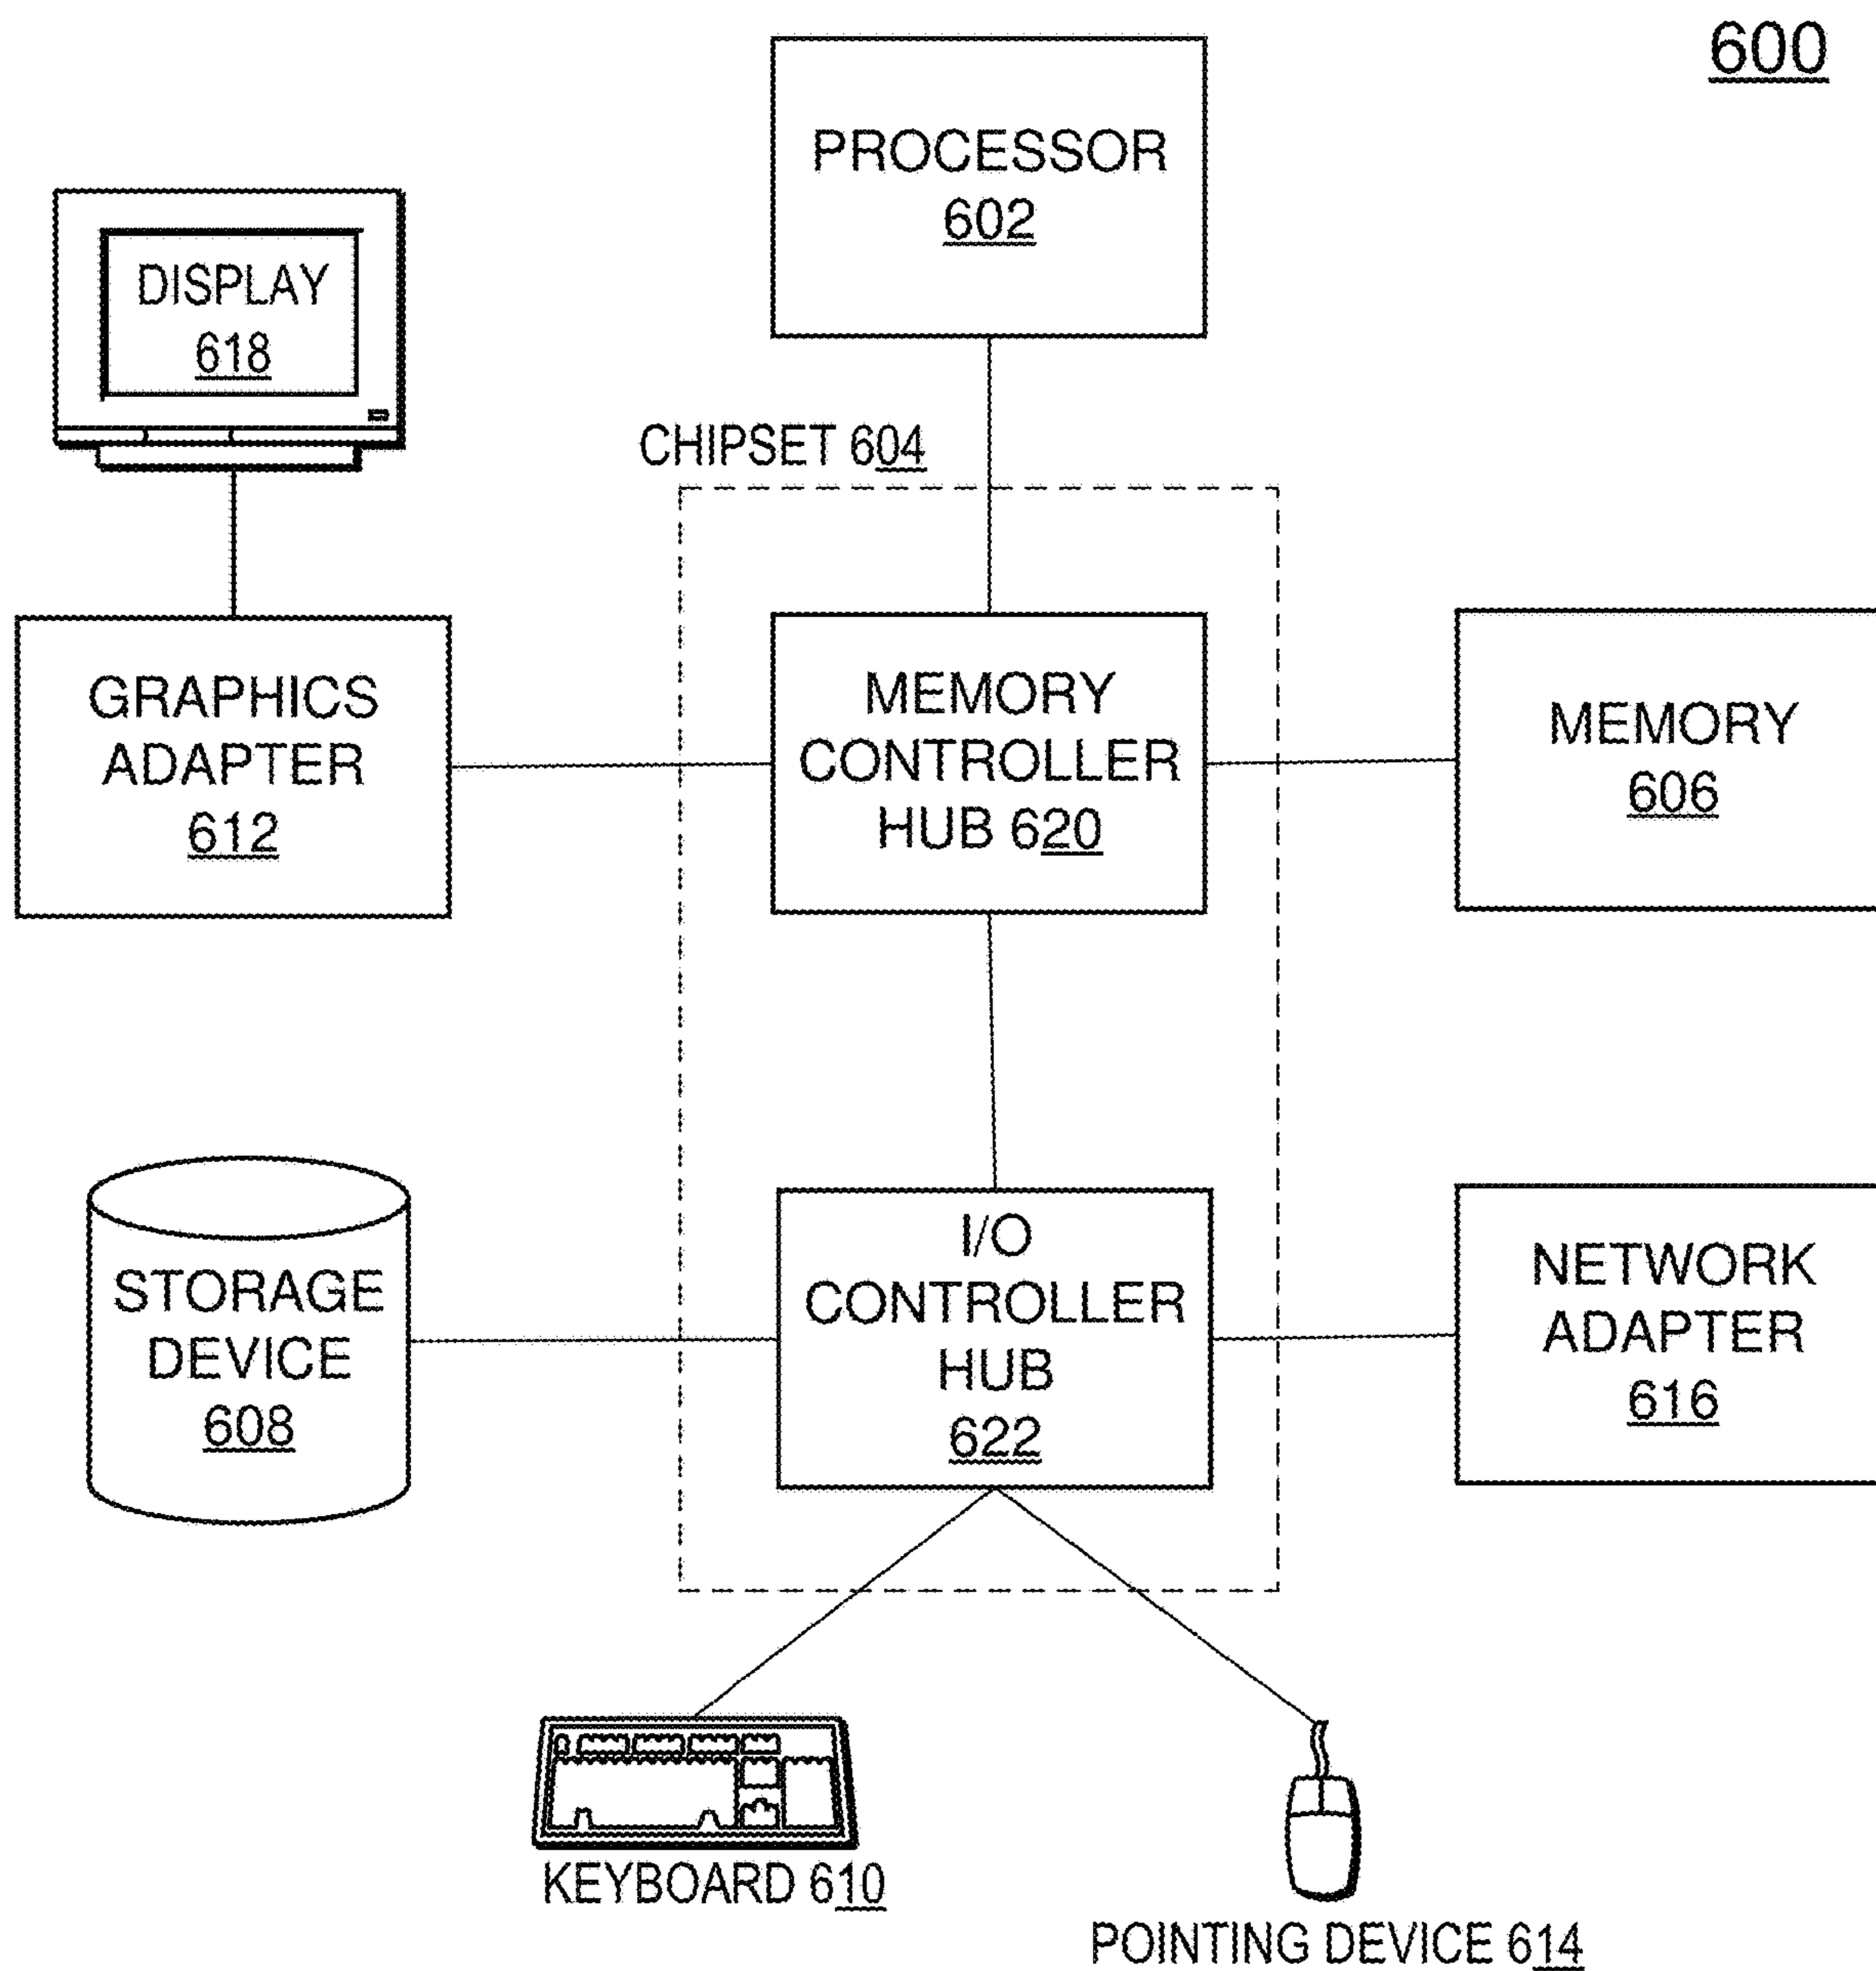 600
PROCESSOR
602
DISPLAY
618
CHIPSET 604
GRAPHICS
ADAPTER
612
MEMORY
CONTROLLER
HUB 620
MEMORY
606
STORAGE
DEVICE
608
I/O
CONTROLLER
HUB
622
NETWORK
ADAPTER
616
KEYBOARD 610
POINTING DEVICE 614